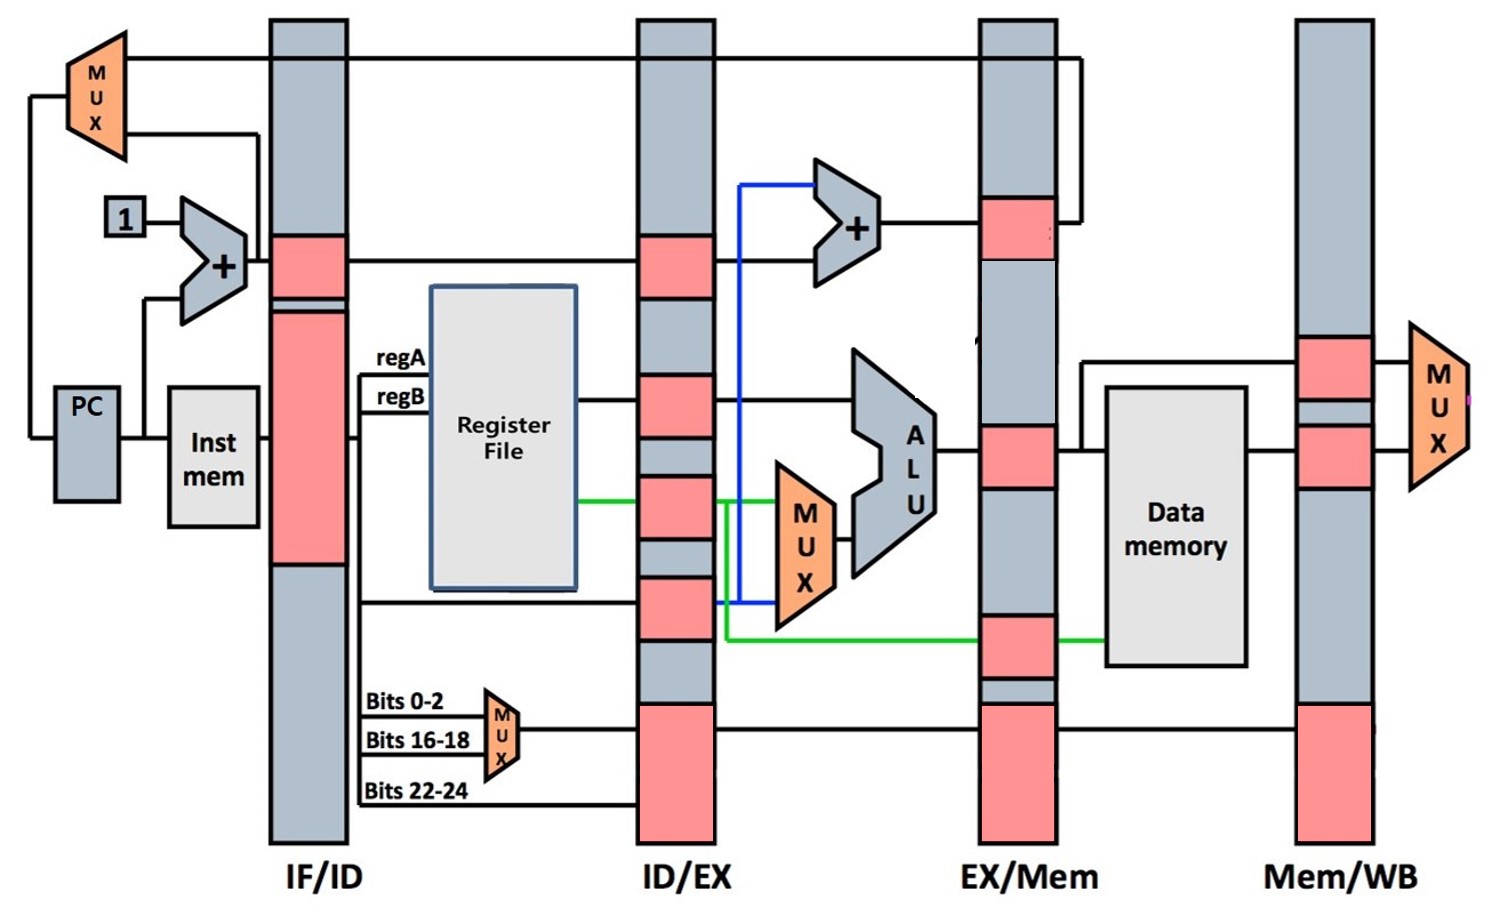 M
U
X
1
+
+
regA
regB
PC
Inst
mem
Register
File
A
L
U
M
U
X
M
U
X
Data
memory
Bits 0-2
Bits 16-18
Bits 22-24
M
U
X
IF/ID
ID/EX
EX/Mem
Mem/WB